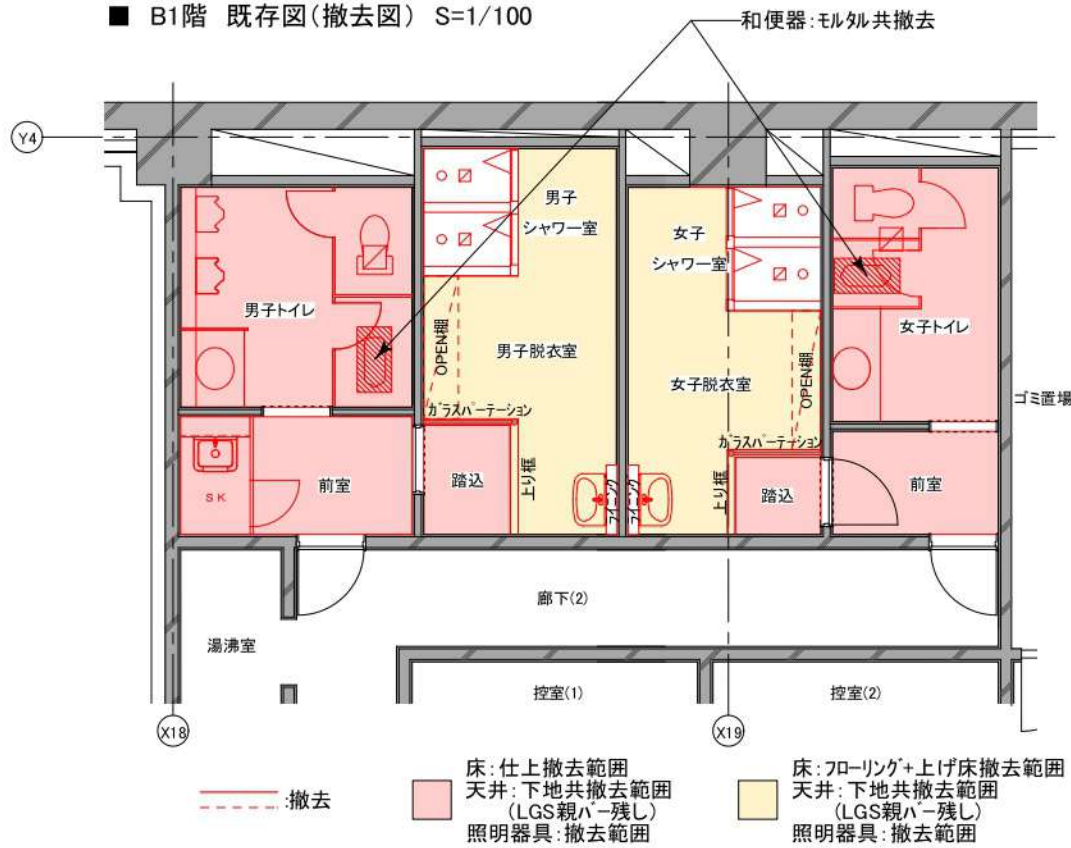 ■ B1階 既存図(撤去図) S=1/100
和便器:モルタル共撤去
Y4
男子
シャワー室
女子
シャワー室
男子トイレ
女子トイレ
OPEN棚
男子脱衣室
女子脱衣室
OPEN棚
ゴミ置場
ガラスパーテーション
ガラスパーテーション
SK
前室
踏込
上り框
ライニング
ライニング
上り框
踏込
前室
廊下(2)
湯沸室
控室(1)
控室(2)
X18
X19
:撤去
床:仕上撤去範囲
天井:下地共撤去範囲
(LGS親バー残し)
照明器具:撤去範囲
床:フローリング+上げ床撤去範囲
天井:下地共撤去範囲
(LGS親バー残し)
照明器具:撤去範囲